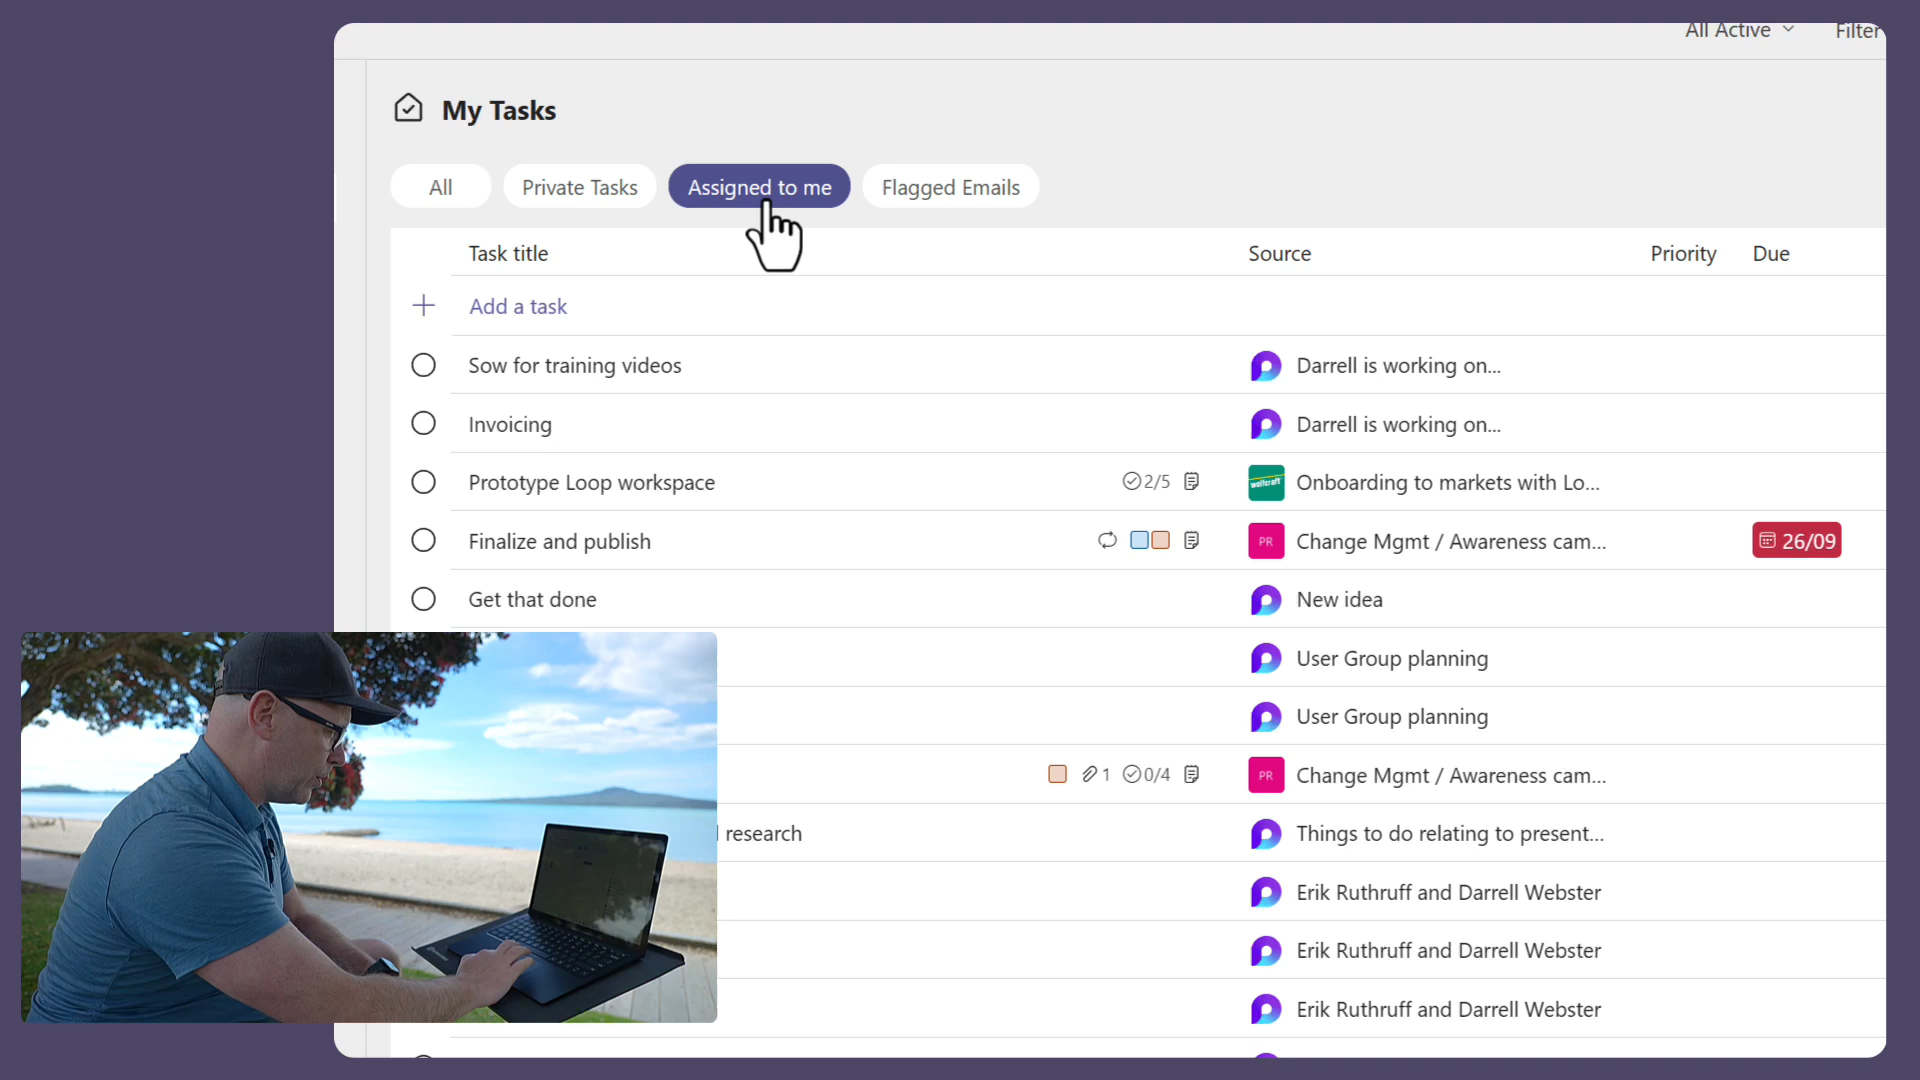 All Active Filter
My Tasks
All Private Tasks Assigned to me Flagged Emails
Task title Source Priority Due
Add a task
Sow for training videos Darrell is working on...
Invoicing Darrell is working on...
Prototype Loop workspace 2/5 wolfcraft Onboarding to markets with Lo...
Finalize and publish PR Change Mgmt / Awareness cam... 26/09
Get that done New idea
User Group planning
User Group planning
1 0/4 PR Change Mgmt / Awareness cam...
research Things to do relating to present...
Erik Ruthruff and Darrell Webster
Erik Ruthruff and Darrell Webster
Erik Ruthruff and Darrell Webster